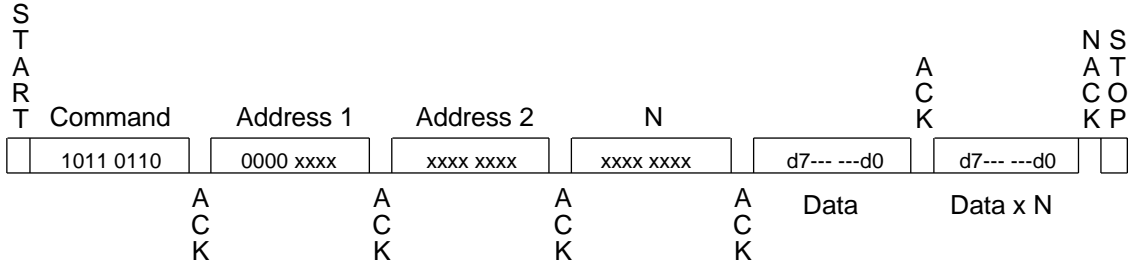 START
Command
Address 1
Address 2
N
ACK
NACK
STOP
1011 0110
0000 xxxx
xxxx xxxx
xxxx xxxx
d7--- ---d0
d7--- ---d0
ACK
ACK
ACK
ACK
Data
Data x N